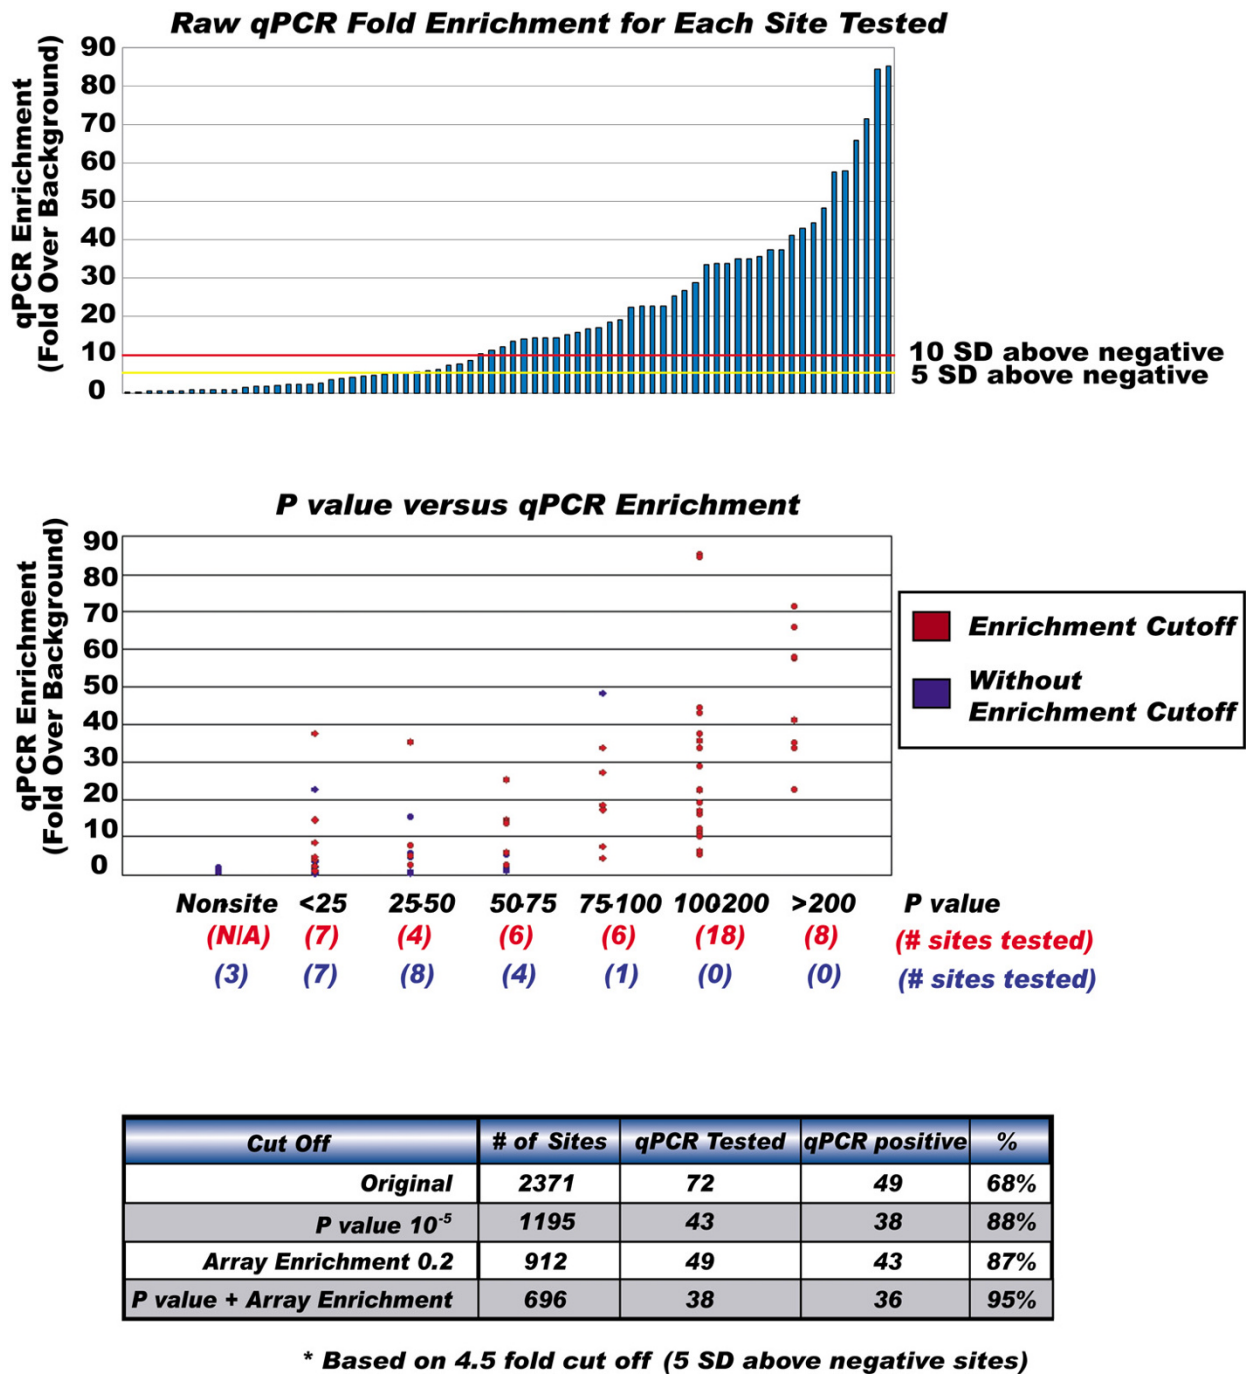 Raw qPCR Fold Enrichment for Each Site Tested
qPCR Enrichment
(Fold Over Background)
90
80
70
60
50
40
30
20
10
0
10 SD above negative
5 SD above negative
P value versus qPCR Enrichment
qPCR Enrichment
(Fold Over Background)
90
80
70
60
50
40
30
20
10
0
Enrichment Cutoff
Without
Enrichment Cutoff
Nonsite <25 25-50 50-75 75-100 100-200 >200 P value
(N/A) (7) (4) (6) (6) (18) (8) (# sites tested)
(3) (7) (8) (4) (1) (0) (0) (# sites tested)
Cut Off # of Sites qPCR Tested qPCR positive %
Original 2371 72 49 68%
P value 10⁻⁵ 1195 43 38 88%
Array Enrichment 0.2 912 49 43 87%
P value + Array Enrichment 696 38 36 95%
* Based on 4.5 fold cut off (5 SD above negative sites)